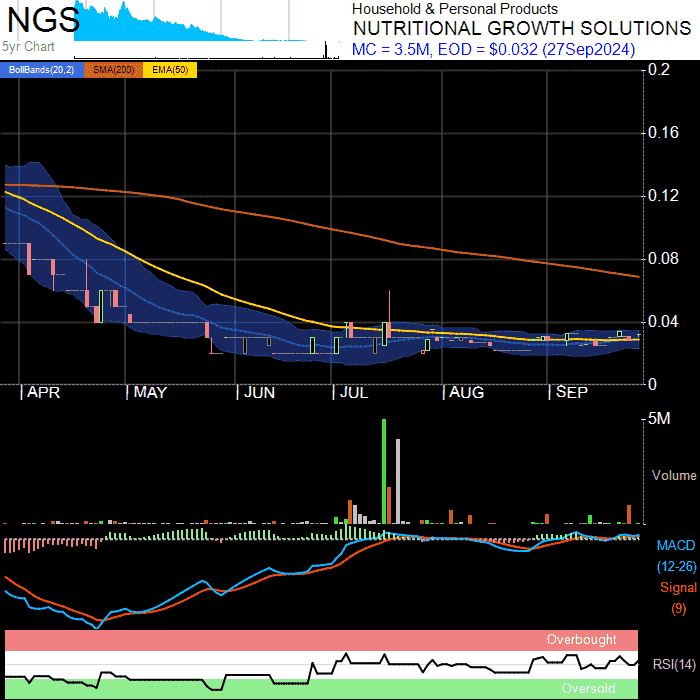 NGS
5yr Chart
Household & Personal Products
NUTRITIONAL GROWTH SOLUTIONS
MC = 3.5M, EOD = $0.032 (27Sep2024)
BollBands(20,2) SMA(200) EMA(50)
0.2
0.16
0.12
0.08
0.04
0
APR MAY JUN JUL AUG SEP
5M
Volume
MACD
(12-26)
Signal
(9)
Overbought
RSI(14)
Oversold